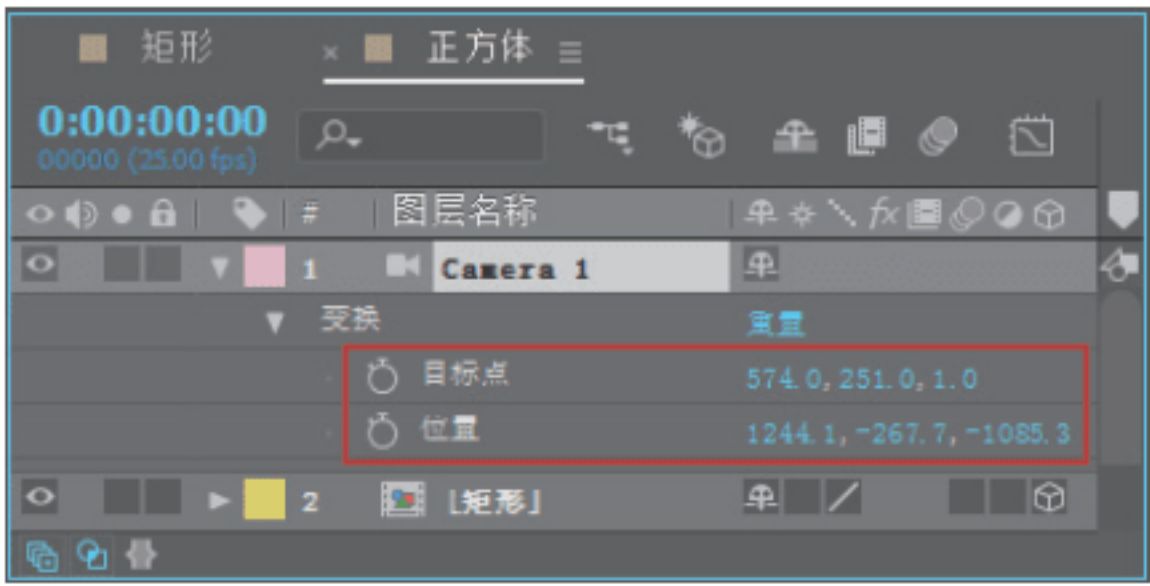 矩形 × 正方体
0:00:00:00
00000 (25.00 fps)
# 图层名称 fx
1 Camera 1
变换 重置
目标点 574.0,251.0,1.0
位置 1244.1,-267.7,-1085.3
2 [矩形]